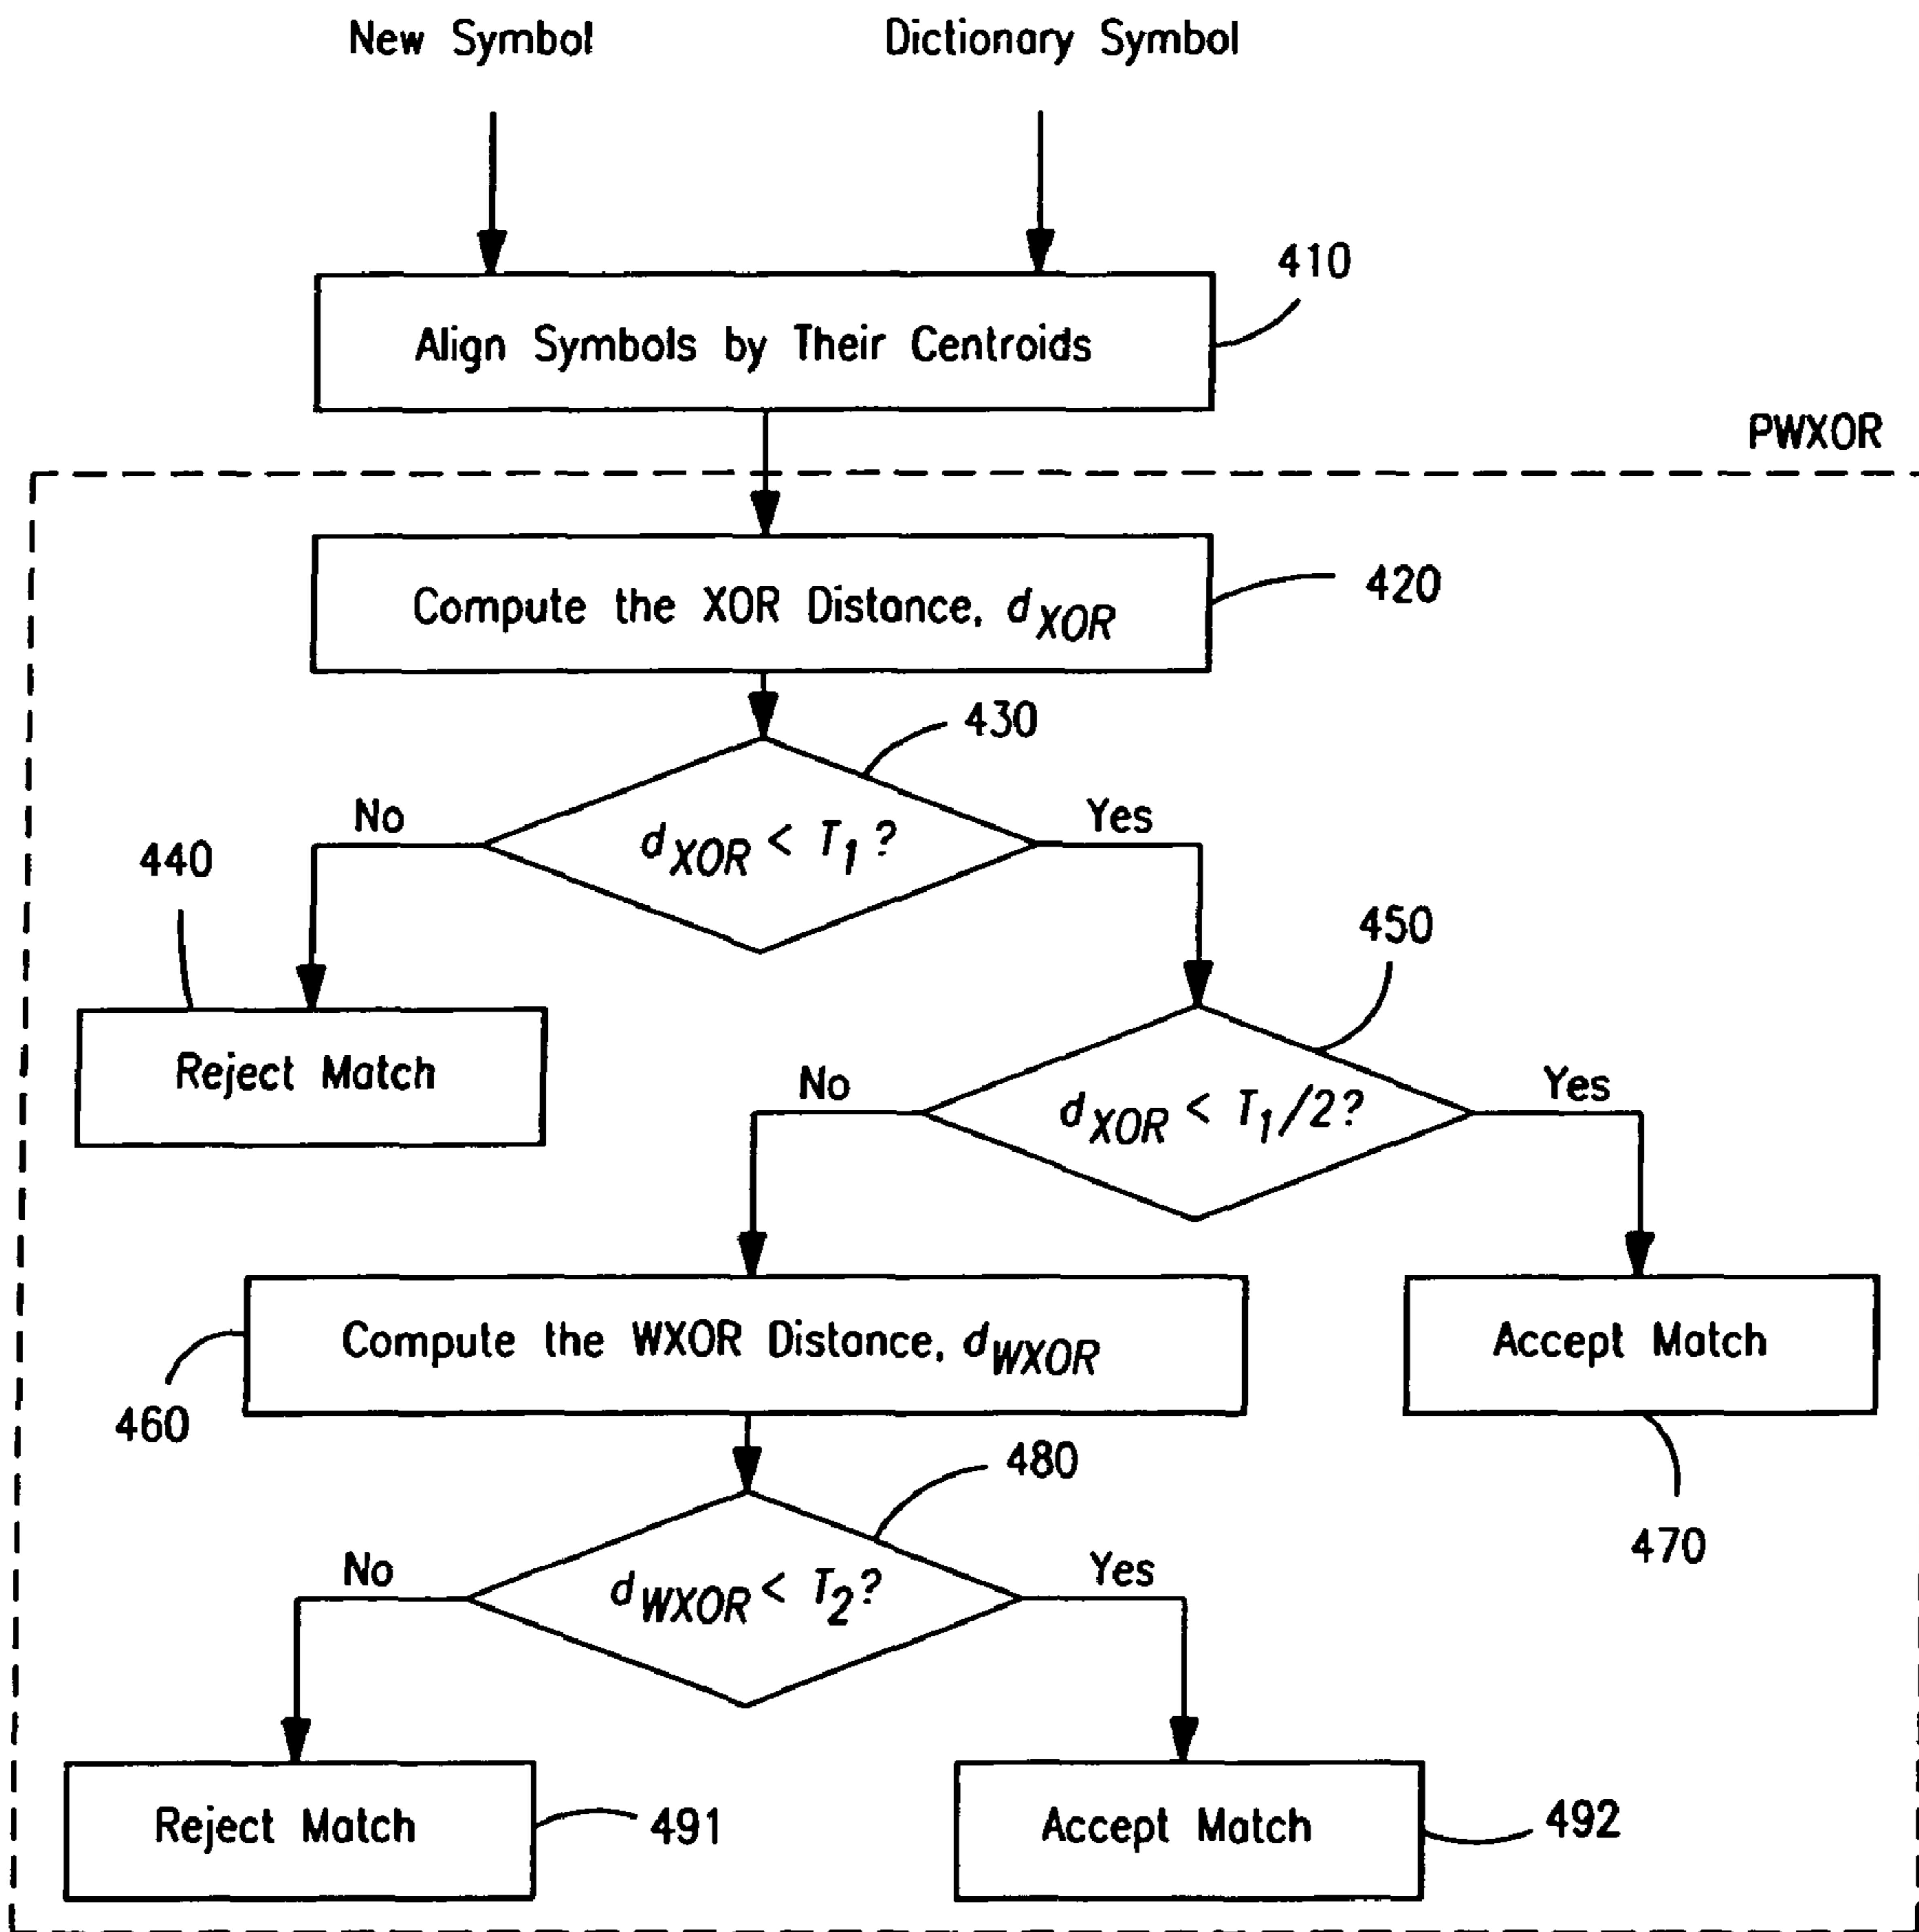 New Symbol
Dictionary Symbol
410
Align Symbols by Their Centroids
PWXOR
Compute the XOR Distance, dXOR
420
430
dXOR < T1 ?
No
Yes
440
Reject Match
450
dXOR < T1/2?
No
Yes
Compute the WXOR Distance, dWXOR
460
Accept Match
470
480
dWXOR < T2?
No
Yes
Reject Match
491
Accept Match
492